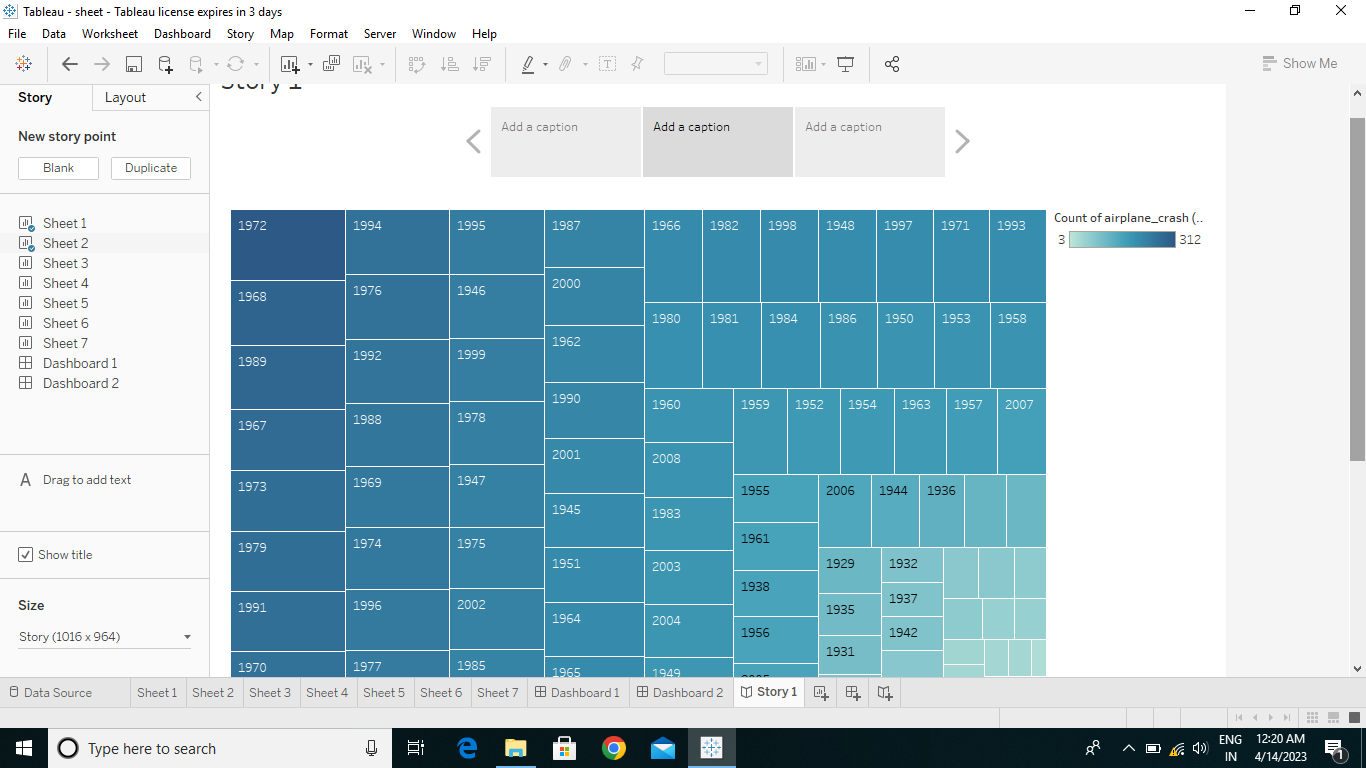 Tableau - sheet - Tableau license expires in 3 days
File Data Worksheet Dashboard Story Map Format Server Window Help
Show Me
Story Layout
Story 1
New story point
Blank Duplicate
Add a caption Add a caption Add a caption
Sheet 1
Sheet 2
Sheet 3
Sheet 4
Sheet 5
Sheet 6
Sheet 7
Dashboard 1
Dashboard 2
A Drag to add text
Show title
Size
Story (1016 x 964)
1972 1994 1995 1987 1966 1982 1998 1948 1997 1971 1993
Count of airplane_crash (..
3 312
1968 1976 1946 2000 1980 1981 1984 1986 1950 1953 1958
1989 1992 1999 1962
1967 1988 1978 1990 1960 1959 1952 1954 1963 1957 2007
1973 1969 1947 2001 2008 1955 2006 1944 1936
1979 1974 1975 1945 1983 1961
1991 1996 2002 1951 2003 1938 1929 1932
1964 2004 1956 1935 1937
1931 1942
1970 1977 1985 1965 1949 2005
Data Source Sheet 1 Sheet 2 Sheet 3 Sheet 4 Sheet 5 Sheet 6 Sheet 7 Dashboard 1 Dashboard 2 Story 1
Type here to search
ENG
IN
12:20 AM
4/14/2023
1